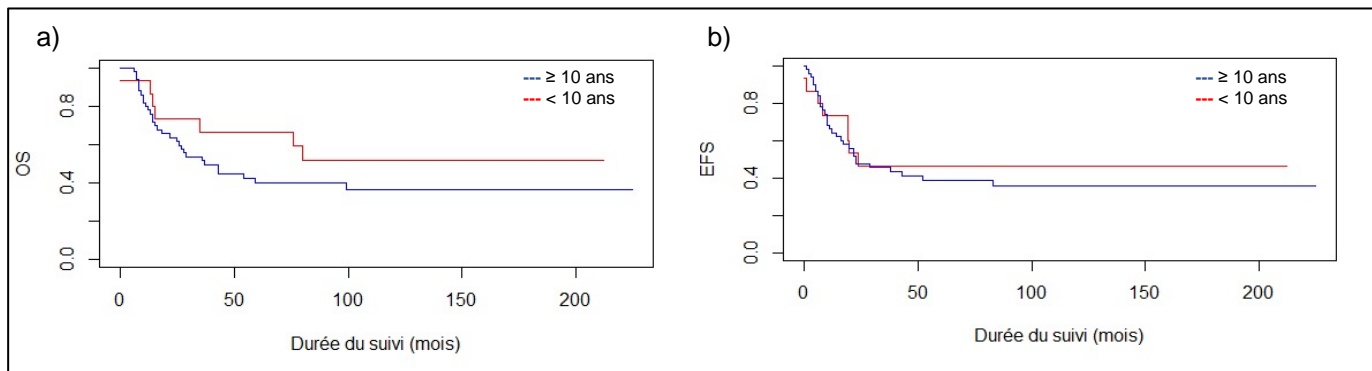 a)
≥ 10 ans
< 10 ans
OS
0.0 0.4 0.8
0 50 100 150 200
Durée du suivi (mois)
b)
≥ 10 ans
< 10 ans
EFS
0.0 0.4 0.8
0 50 100 150 200
Durée du suivi (mois)